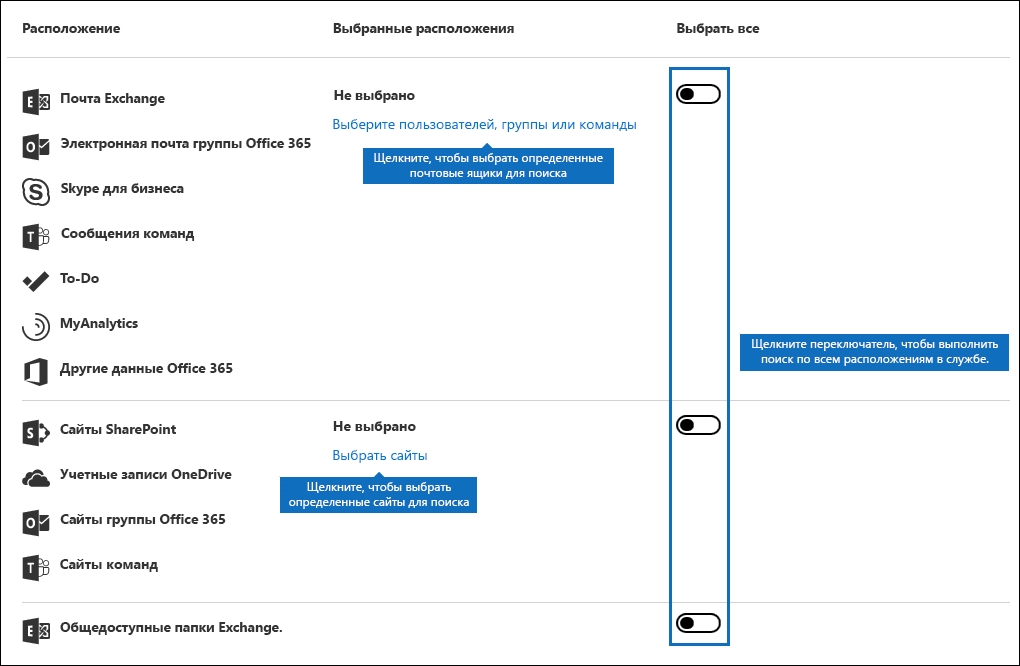 Расположение
Выбранные расположения
Выбрать все
Почта Exchange
Не выбрано
Выберите пользователей, группы или команды
Электронная почта группы Office 365
Щелкните, чтобы выбрать определенные
почтовые ящики для поиска
Skype для бизнеса
Сообщения команд
To-Do
MyAnalytics
Щелкните переключатель, чтобы выполнить
поиск по всем расположениям в службе.
Другие данные Office 365
Сайты SharePoint
Не выбрано
Выбрать сайты
Учетные записи OneDrive
Щелкните, чтобы выбрать
определенные сайты для поиска
Сайты группы Office 365
Сайты команд
Общедоступные папки Exchange.